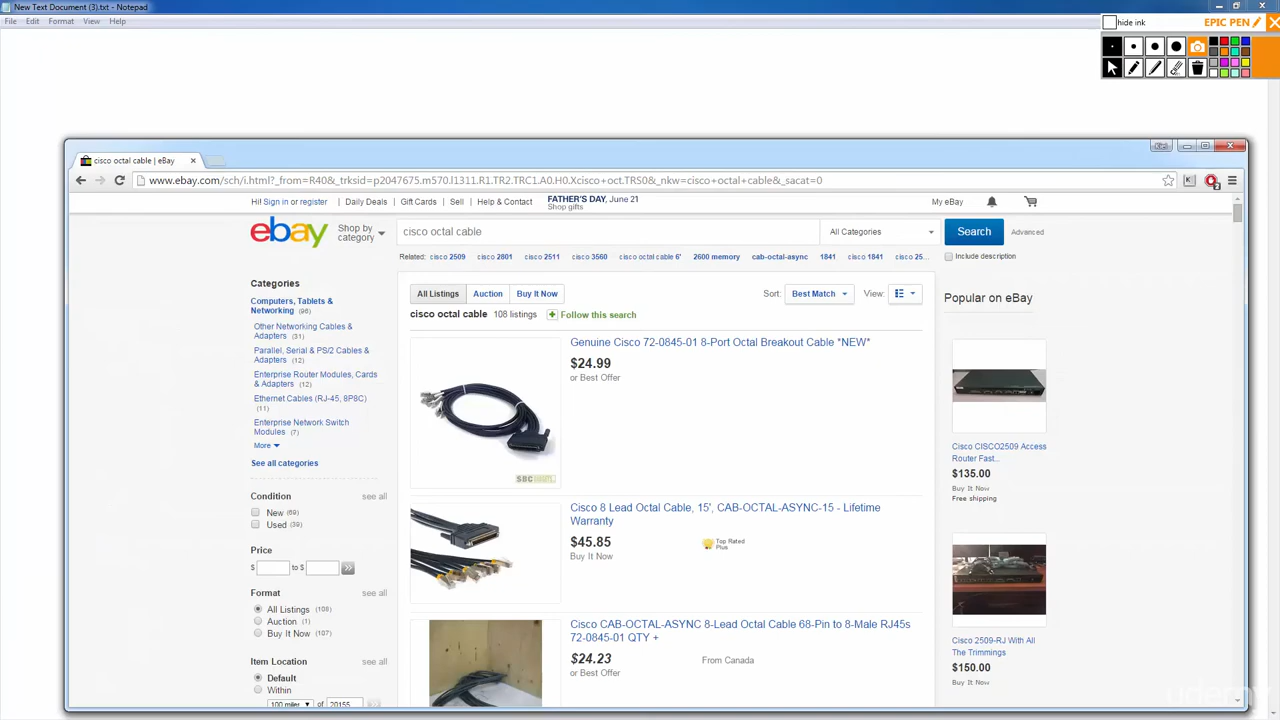 New Text Document (3).txt - Notepad
File Edit Format View Help
hide ink
EPIC PEN
cisco octal cable | eBay
www.ebay.com/sch/i.html?_from=R40&_trksid=p2047675.m570.l1311.R1.TR2.TRC1.A0.H0.Xcisco+oct.TRS0&_nkw=cisco+octal+cable&_sacat=0
Hi! Sign in or register Daily Deals Gift Cards Sell Help & Contact
FATHER'S DAY, June 21
Shop gifts
My eBay
ebay
Shop by
category
cisco octal cable
All Categories
Search
Advanced
Related: cisco 2509 cisco 2801 cisco 2511 cisco 3560 cisco octal cable 6' 2600 memory cab-octal-async 1841 cisco 1841 cisco 25...
Include description
Categories
Computers, Tablets &
Networking (96)
Other Networking Cables &
Adapters (31)
Parallel, Serial & PS/2 Cables &
Adapters (12)
Enterprise Router Modules, Cards
& Adapters (12)
Ethernet Cables (RJ-45, 8P8C)
(11)
Enterprise Network Switch
Modules (7)
More
See all categories
Condition see all
New (69)
Used (39)
Price
$ to $
Format see all
All Listings (108)
Auction (1)
Buy It Now (107)
Item Location see all
Default
Within
100 miles of 20155
All Listings Auction Buy It Now
Sort: Best Match View:
cisco octal cable 108 listings Follow this search
Genuine Cisco 72-0845-01 8-Port Octal Breakout Cable *NEW*
$24.99
or Best Offer
Cisco 8 Lead Octal Cable, 15', CAB-OCTAL-ASYNC-15 - Lifetime
Warranty
$45.85
Buy It Now
Top Rated
Plus
Cisco CAB-OCTAL-ASYNC 8-Lead Octal Cable 68-Pin to 8-Male RJ45s
72-0845-01 QTY +
$24.23
or Best Offer
From Canada
Popular on eBay
Cisco CISCO2509 Access
Router Fast...
$135.00
Buy It Now
Free shipping
Cisco 2509-RJ With All
The Trimmings
$150.00
Buy It Now
udemy